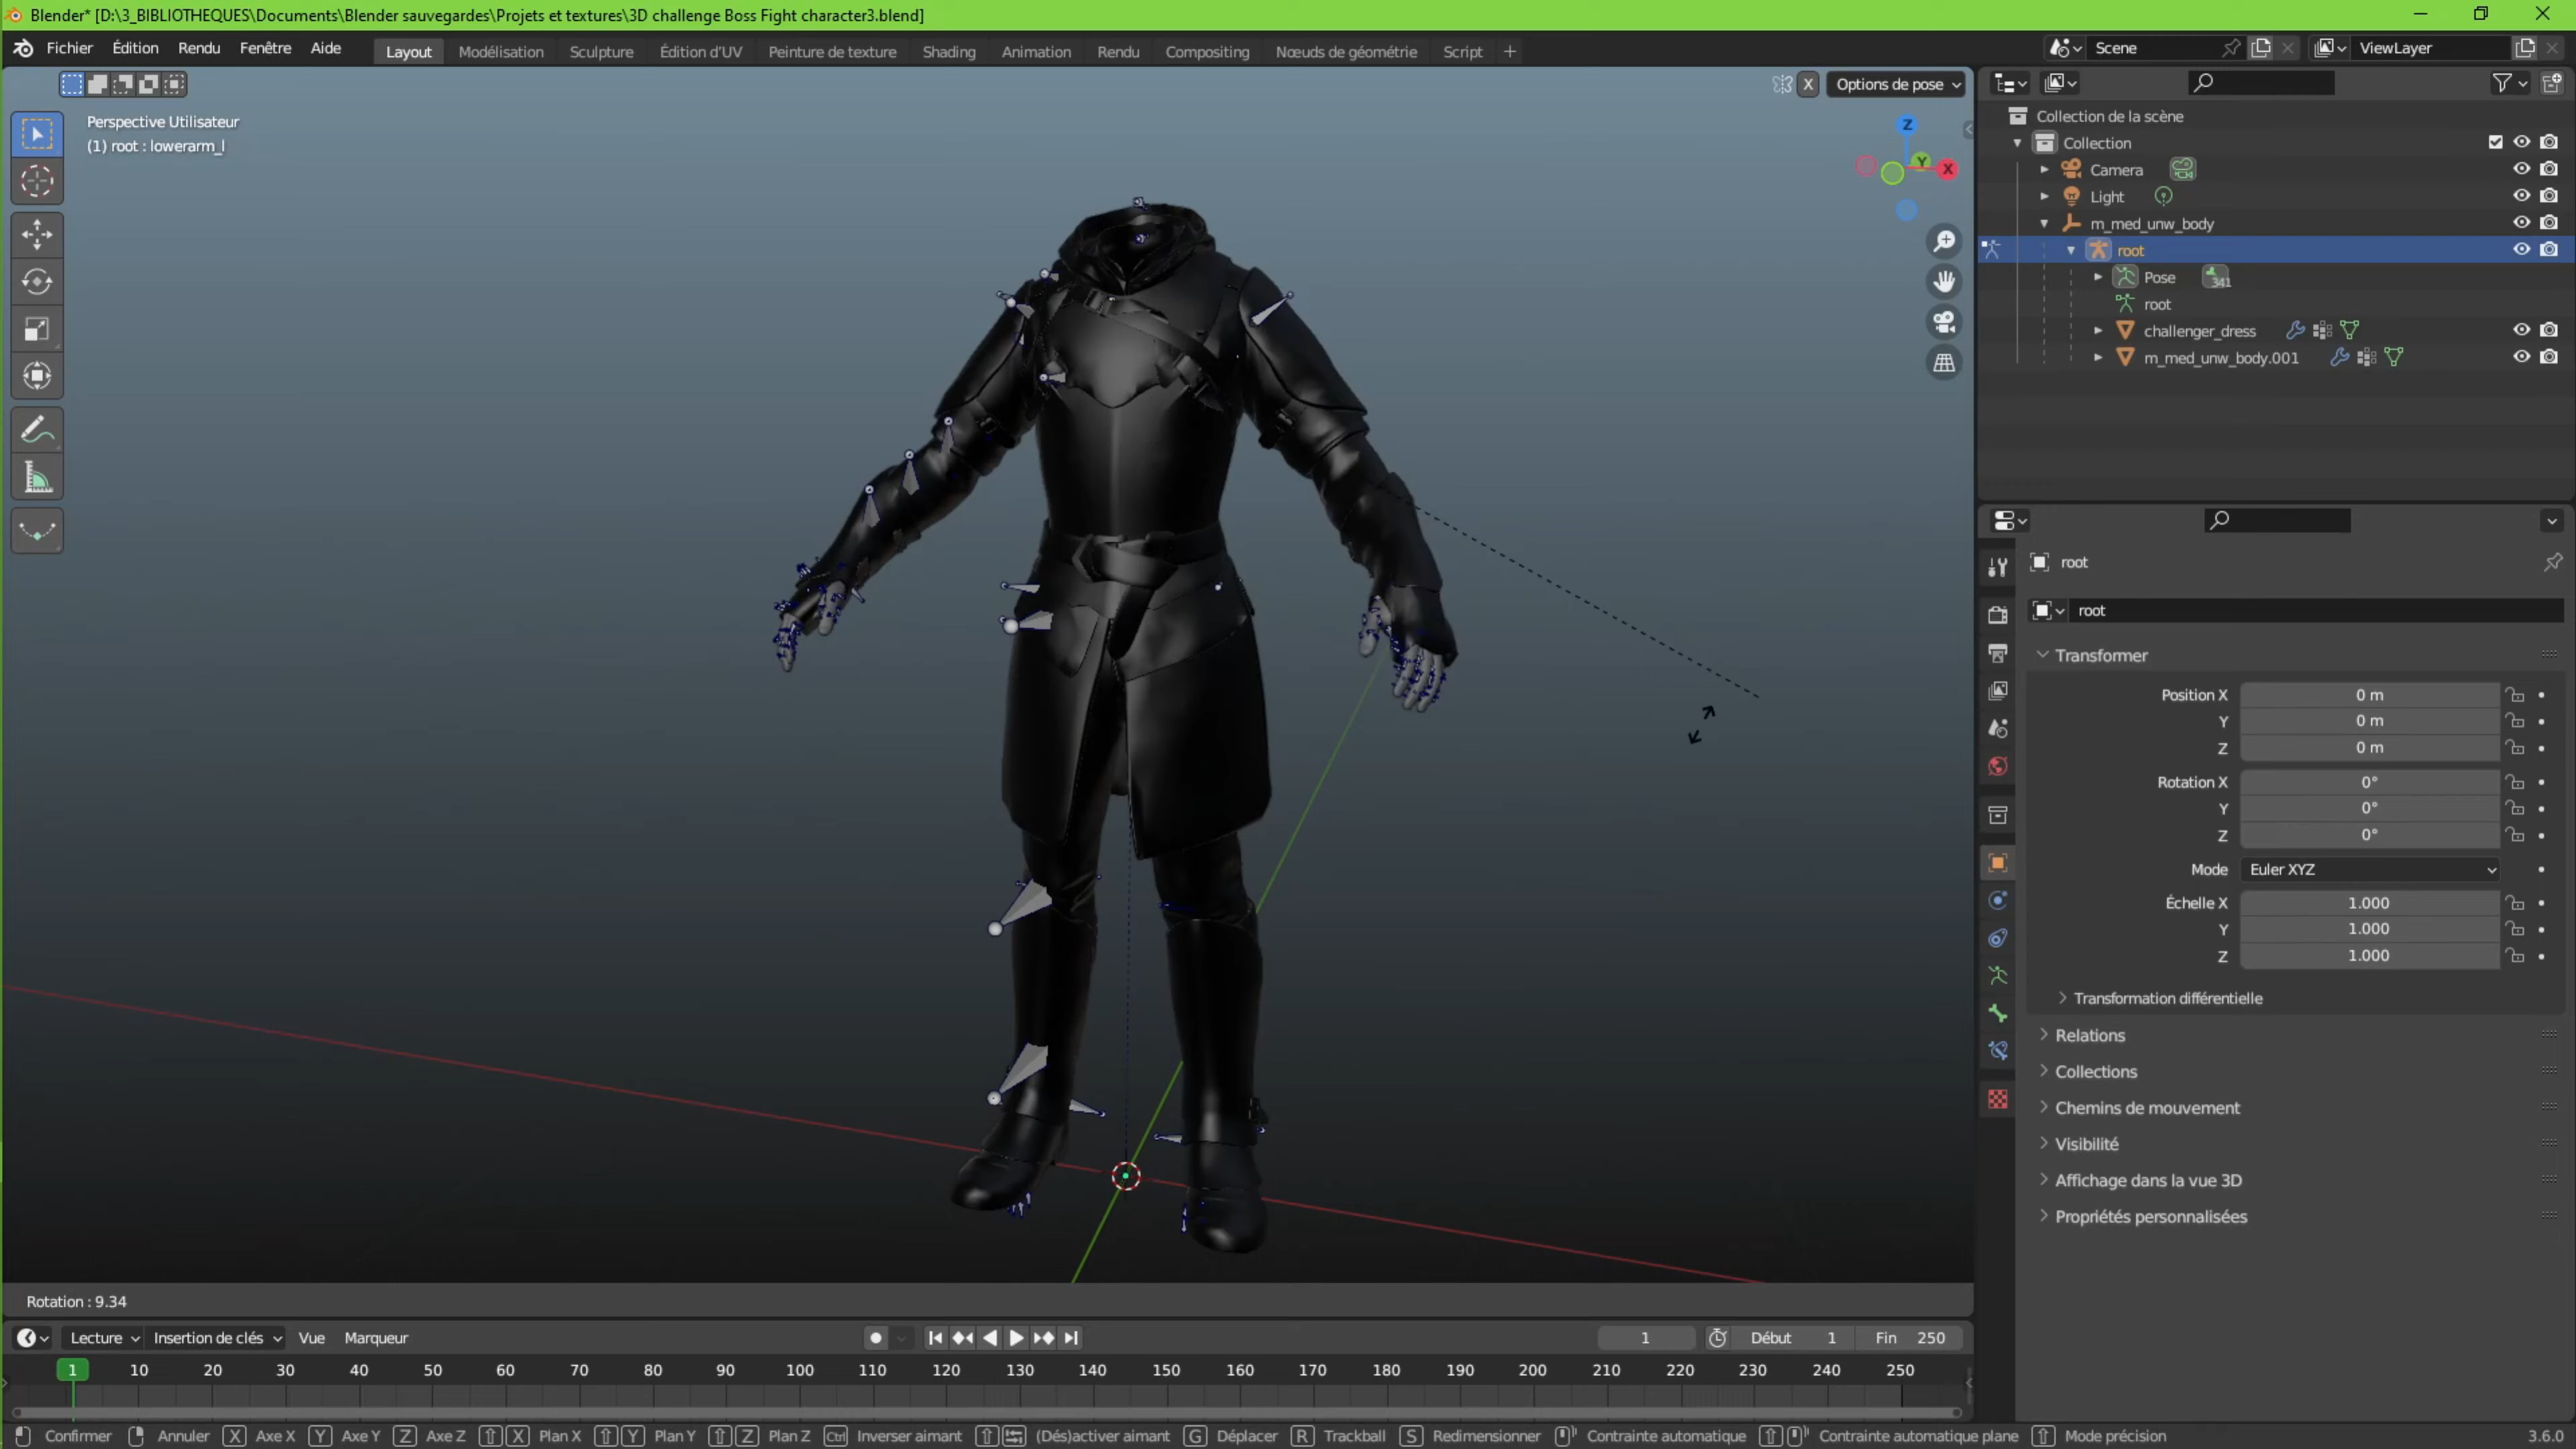 Blender* [D:\3_BIBLIOTHEQUES\Documents\Blender sauvegardes\Projets et textures\3D challenge Boss Fight character3.blend]
Fichier Édition Rendu Fenêtre Aide Layout Modélisation Sculpture Édition d'UV Peinture de texture Shading Animation Rendu Compositing Nœuds de géométrie Script + Scene ViewLayer
X Options de pose
Perspective Utilisateur
(1) root : lowerarm_l
Z
Y
X
Collection de la scène
Collection
Camera
Light
m_med_unw_body
root
Pose 341
root
challenger_dress
m_med_unw_body.001
root
root
Transformer
Position X 0 m
Y 0 m
Z 0 m
Rotation X 0°
Y 0°
Z 0°
Mode Euler XYZ
Échelle X 1.000
Y 1.000
Z 1.000
Transformation différentielle
Relations
Collections
Chemins de mouvement
Visibilité
Affichage dans la vue 3D
Propriétés personnalisées
Rotation : 9.34
Lecture Insertion de clés Vue Marqueur 1 Début 1 Fin 250
1 10 20 30 40 50 60 70 80 90 100 110 120 130 140 150 160 170 180 190 200 210 220 230 240 250
Confirmer Annuler X Axe X Y Axe Y Z Axe Z X Plan X Y Plan Y Z Plan Z Ctrl Inverser aimant (Dés)activer aimant G Déplacer R Trackball S Redimensionner Contrainte automatique Contrainte automatique plane Mode précision 3.6.0